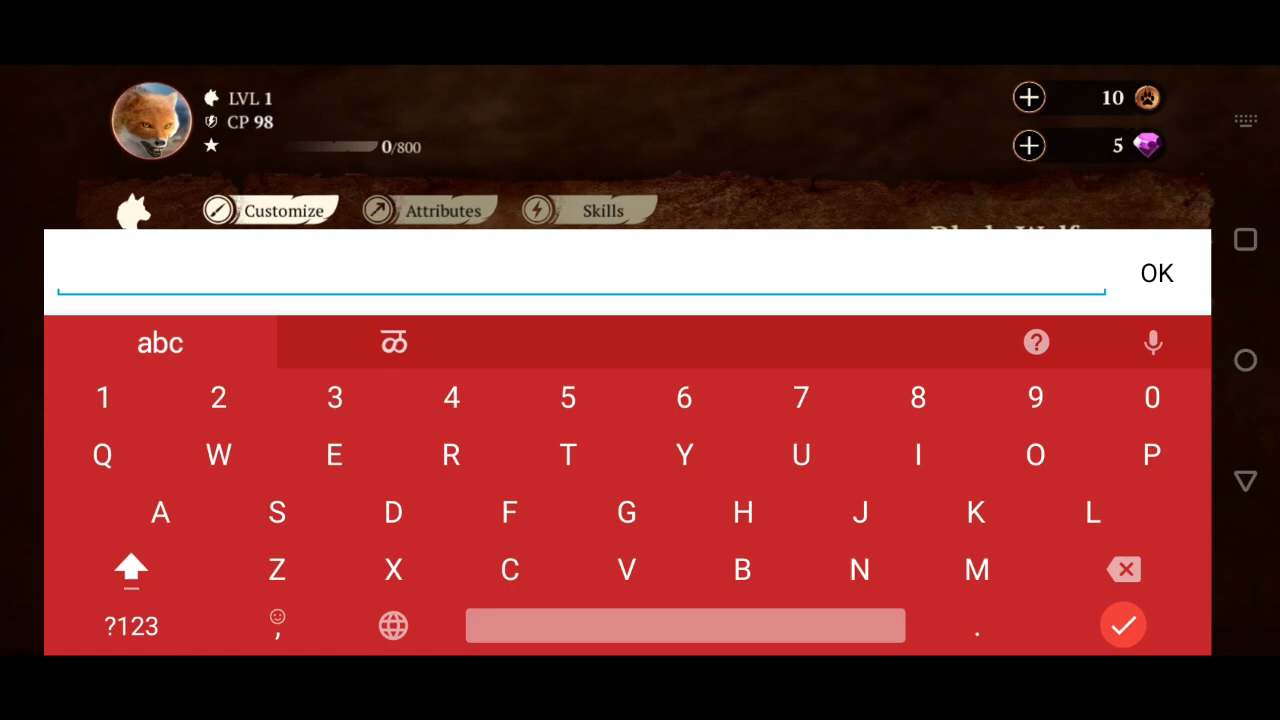 LVL 1
CP 98
0/800
10
5
Customize
Attributes
Skills
OK
abc
ळ
?
1 2 3 4 5 6 7 8 9 0
Q W E R T Y U I O P
A S D F G H J K L
Z X C V B N M
?123 , .